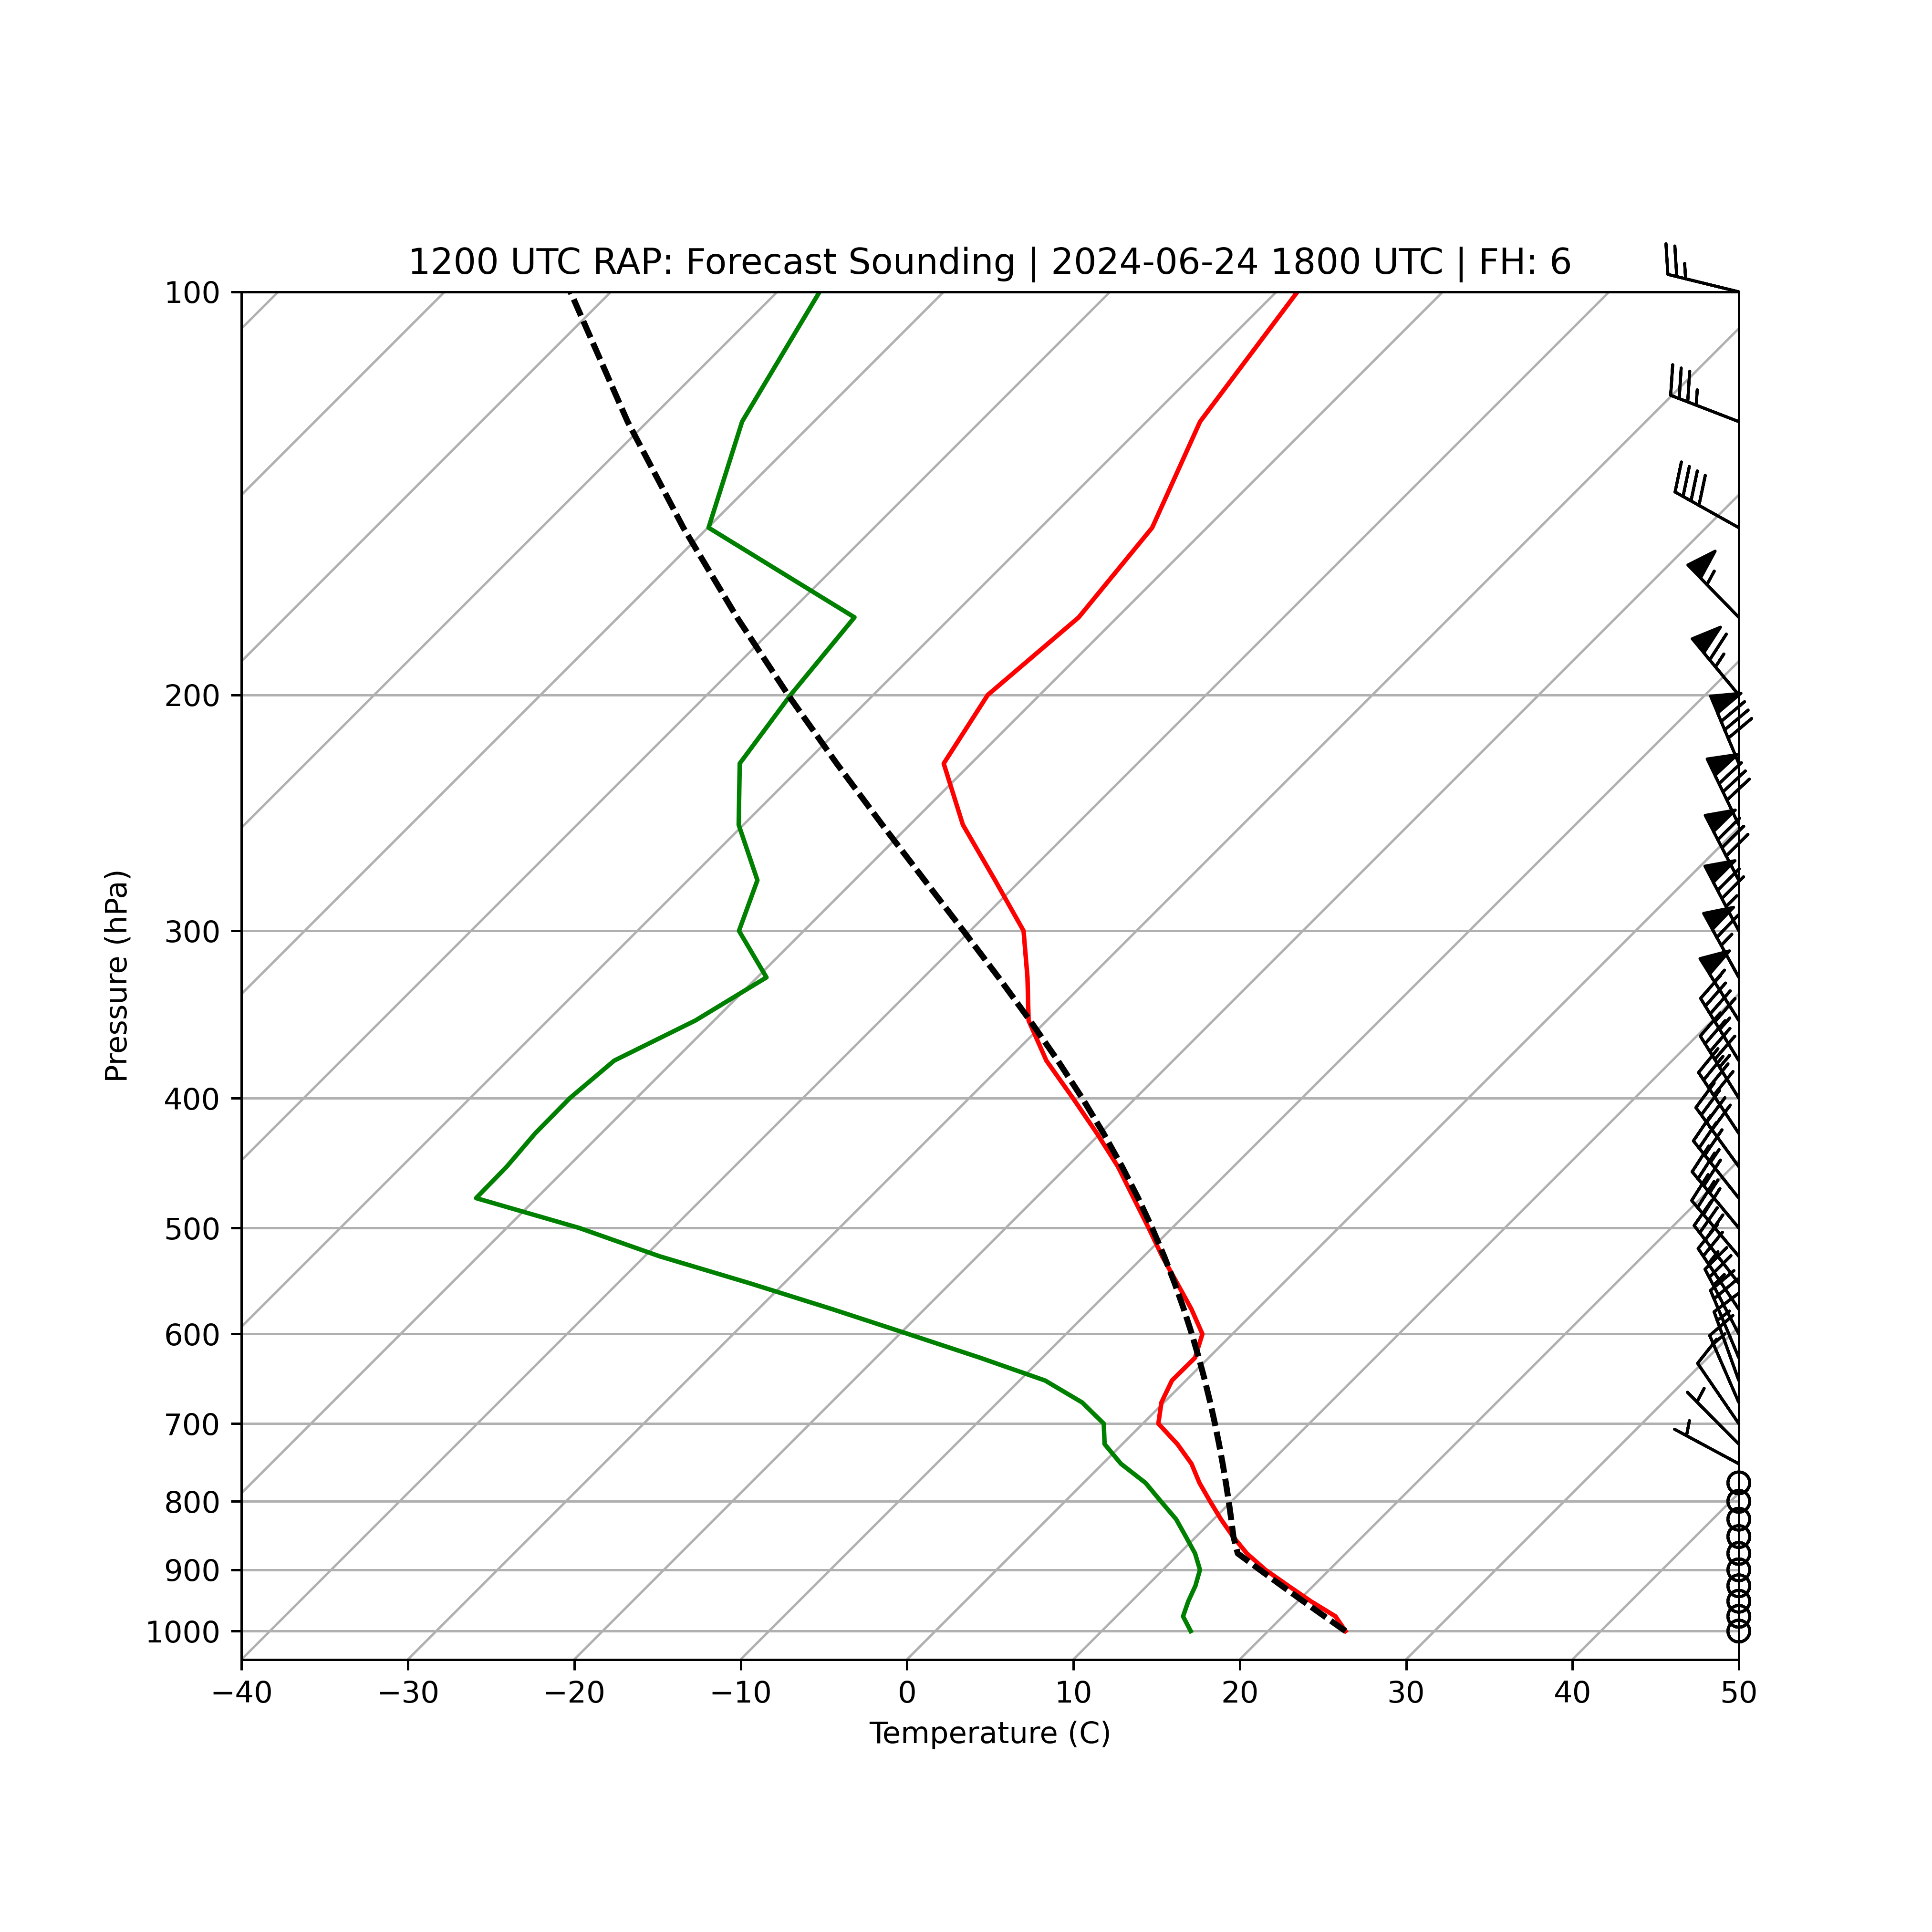 1200 UTC RAP: Forecast Sounding | 2024-06-24 1800 UTC | FH: 6
100
200
300
400
500
600
700
800
900
1000
Pressure (hPa)
−40 −30 −20 −10 0 10 20 30 40 50
Temperature (C)